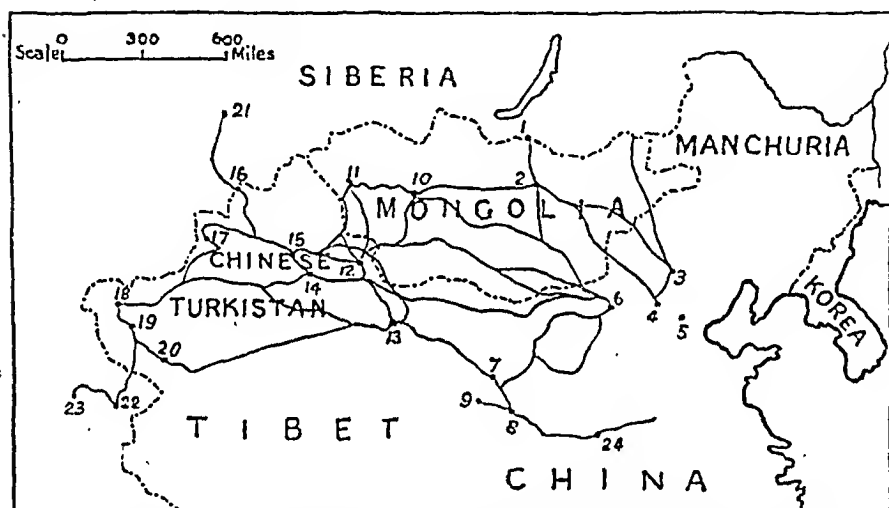 0 300 600
Scale Miles
SIBERIA
21
1
MANCHURIA
16
11
10
2
MONGOLIA
17
15
CHINESE
12
3
18
14
6
KOREA
TURKISTAN
4
5
19
13
20
7
23
22
9
8
TIBET
24
CHINA